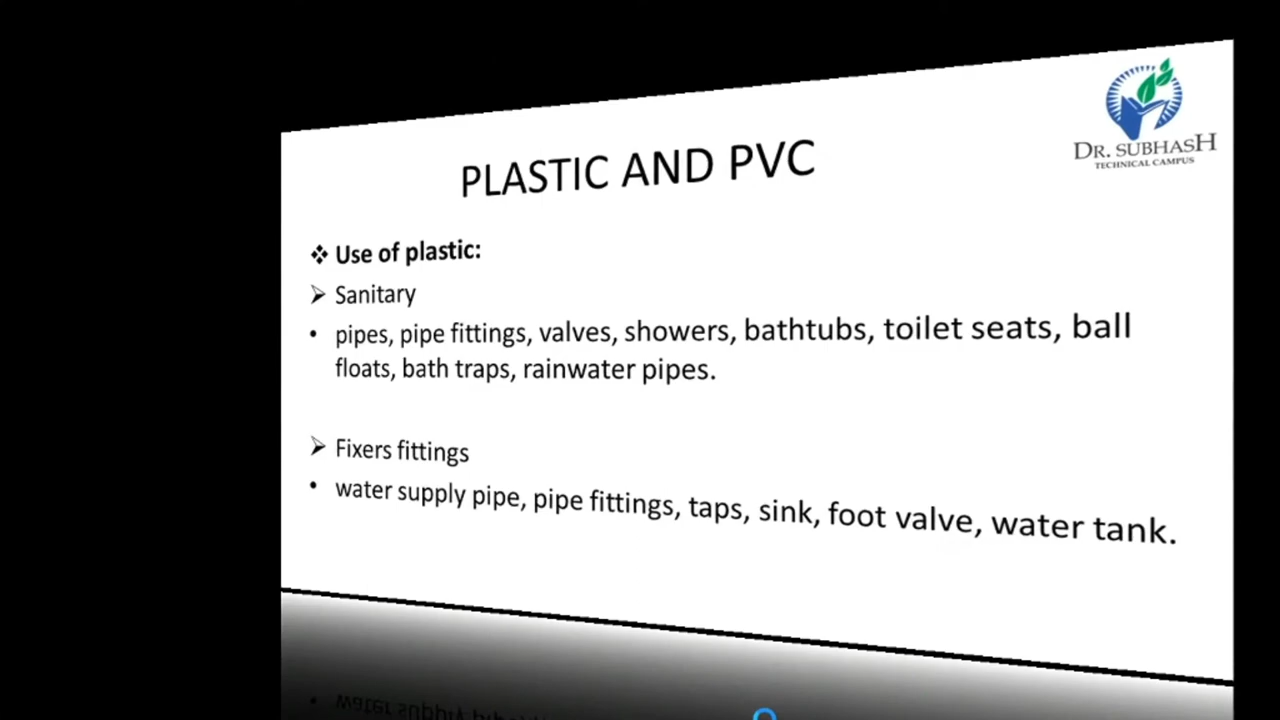 DR. SUBHASH
TECHNICAL CAMPUS
PLASTIC AND PVC
❖ Use of plastic:
➢ Sanitary
• pipes, pipe fittings, valves, showers, bathtubs, toilet seats, ball
floats, bath traps, rainwater pipes.
➢ Fixers fittings
• water supply pipe, pipe fittings, taps, sink, foot valve, water tank.